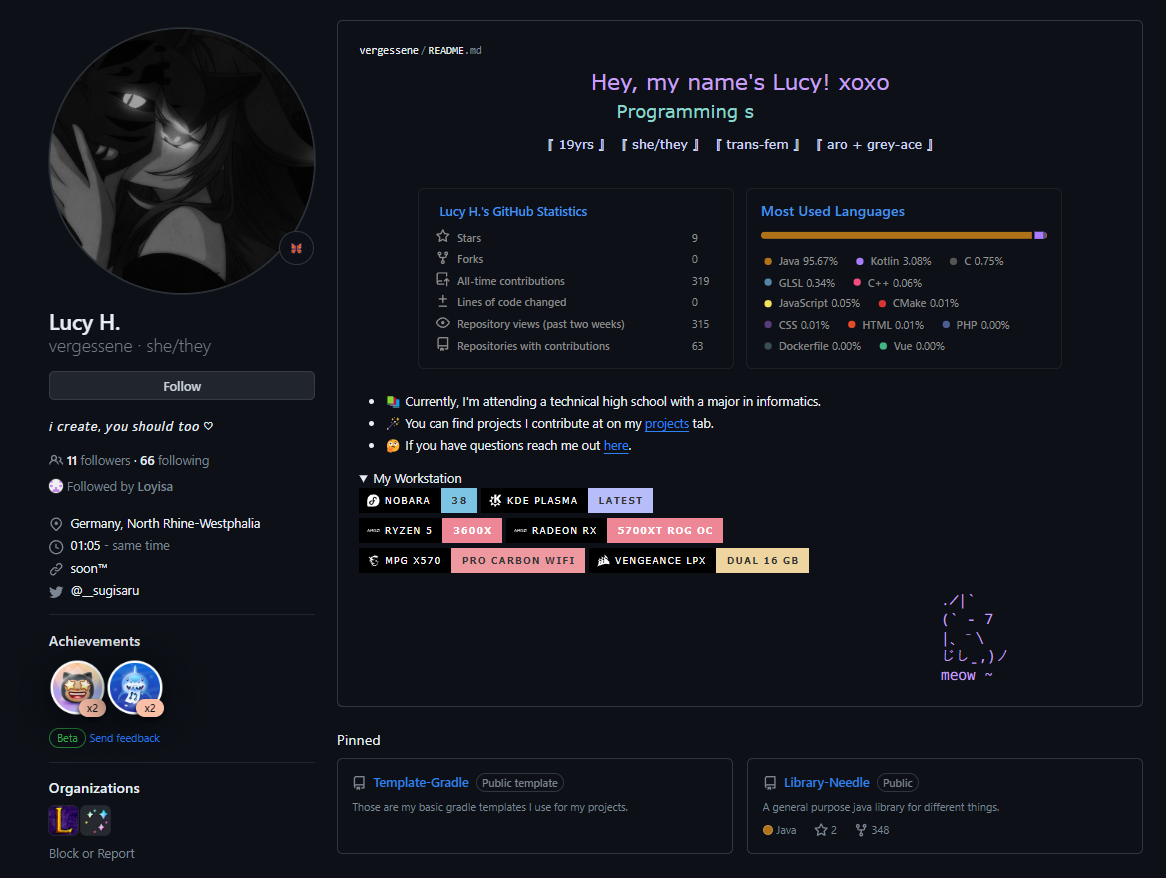 Lucy H.
vergessene · she/they
Follow
i create, you should too ♡
11 followers · 66 following
Followed by Loyisa
Germany, North Rhine-Westphalia
01:05 - same time
soon™
@__sugisaru
Achievements
x2
x2
Beta Send feedback
Organizations
L
Block or Report
vergessene/README.md
Hey, my name's Lucy! xoxo
Programming s
『 19yrs 』 『 she/they 』 『 trans-fem 』 『 aro + grey-ace 』
Lucy H.'s GitHub Statistics
Stars 9
Forks 0
All-time contributions 319
Lines of code changed 0
Repository views (past two weeks) 315
Repositories with contributions 63
Most Used Languages
Java 95.67% Kotlin 3.08% C 0.75%
GLSL 0.34% C++ 0.06%
JavaScript 0.05% CMake 0.01%
CSS 0.01% HTML 0.01% PHP 0.00%
Dockerfile 0.00% Vue 0.00%
Currently, I'm attending a technical high school with a major in informatics.
You can find projects I contribute at on my projects tab.
If you have questions reach me out here.
▼ My Workstation
NOBARA 38 KDE PLASMA LATEST
AMD RYZEN 5 3600X AMD RADEON RX 5700XT ROG OC
MPG X570 PRO CARBON WIFI VENGEANCE LPX DUAL 16 GB
./|`
(` - 7
|、¯\
じし_,)ノ
meow ~
Pinned
Template-Gradle Public template
Those are my basic gradle templates I use for my projects.
Library-Needle Public
A general purpose java library for different things.
Java 2 348